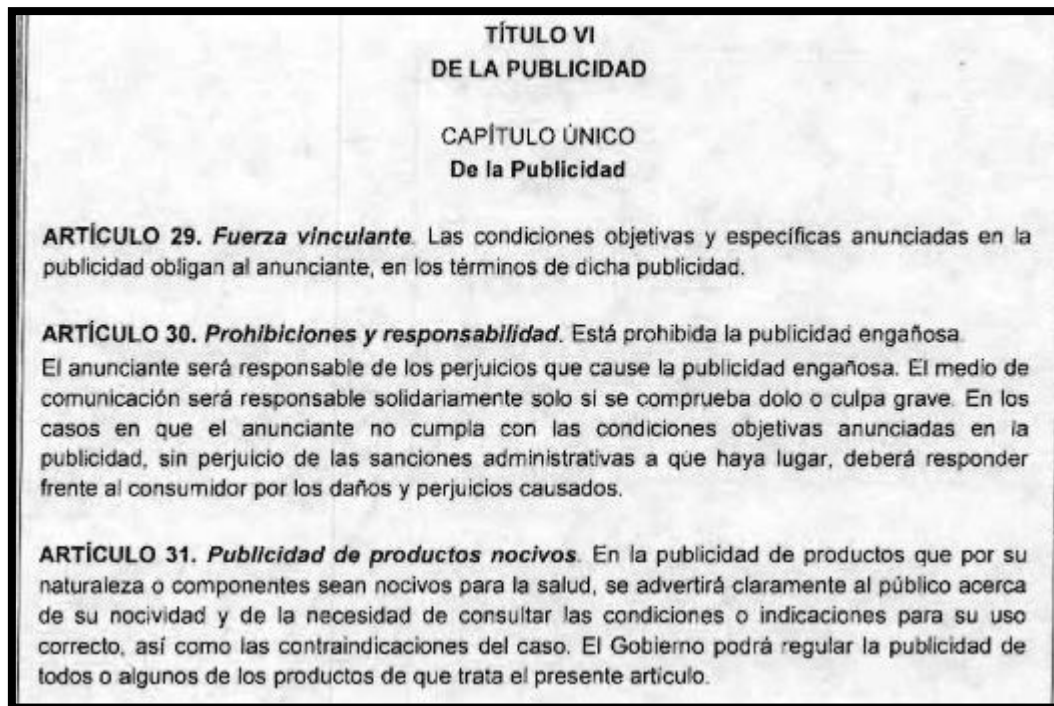 TÍTULO VI
DE LA PUBLICIDAD
CAPÍTULO ÚNICO
De la Publicidad
ARTÍCULO 29. Fuerza vinculante. Las condiciones objetivas y específicas anunciadas en la
publicidad obligan al anunciante, en los términos de dicha publicidad.
ARTÍCULO 30. Prohibiciones y responsabilidad. Está prohibida la publicidad engañosa.
El anunciante será responsable de los perjuicios que cause la publicidad engañosa. El medio de
comunicación será responsable solidariamente solo si se comprueba dolo o culpa grave. En los
casos en que el anunciante no cumpla con las condiciones objetivas anunciadas en la
publicidad, sin perjuicio de las sanciones administrativas a que haya lugar, deberá responder
frente al consumidor por los daños y perjuicios causados.
ARTÍCULO 31. Publicidad de productos nocivos. En la publicidad de productos que por su
naturaleza o componentes sean nocivos para la salud, se advertirá claramente al público acerca
de su nocividad y de la necesidad de consultar las condiciones o indicaciones para su uso
correcto, así como las contraindicaciones del caso. El Gobierno podrá regular la publicidad de
todos o algunos de los productos de que trata el presente artículo.